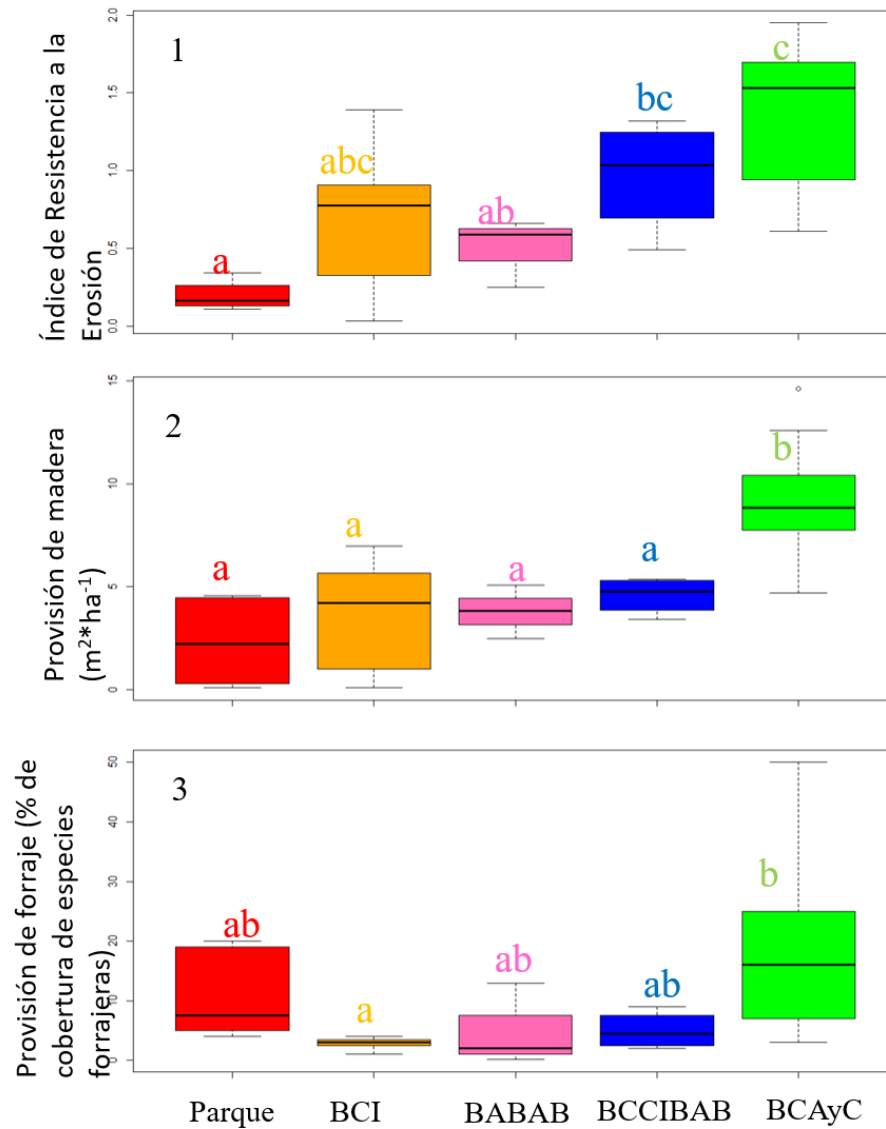 1
Índice de Resistencia a la
Erosión
2.0
1.5
1.0
0.5
0.0
a
abc
ab
bc
c
2
Provisión de madera
(m²*ha⁻¹)
15
10
5
0
a
a
a
a
b
3
Provisión de forraje (% de
cobertura de especies
forrajeras)
50
40
30
20
10
0
ab
a
ab
ab
b
Parque BCI BABAB BCCIBAB BCAyC